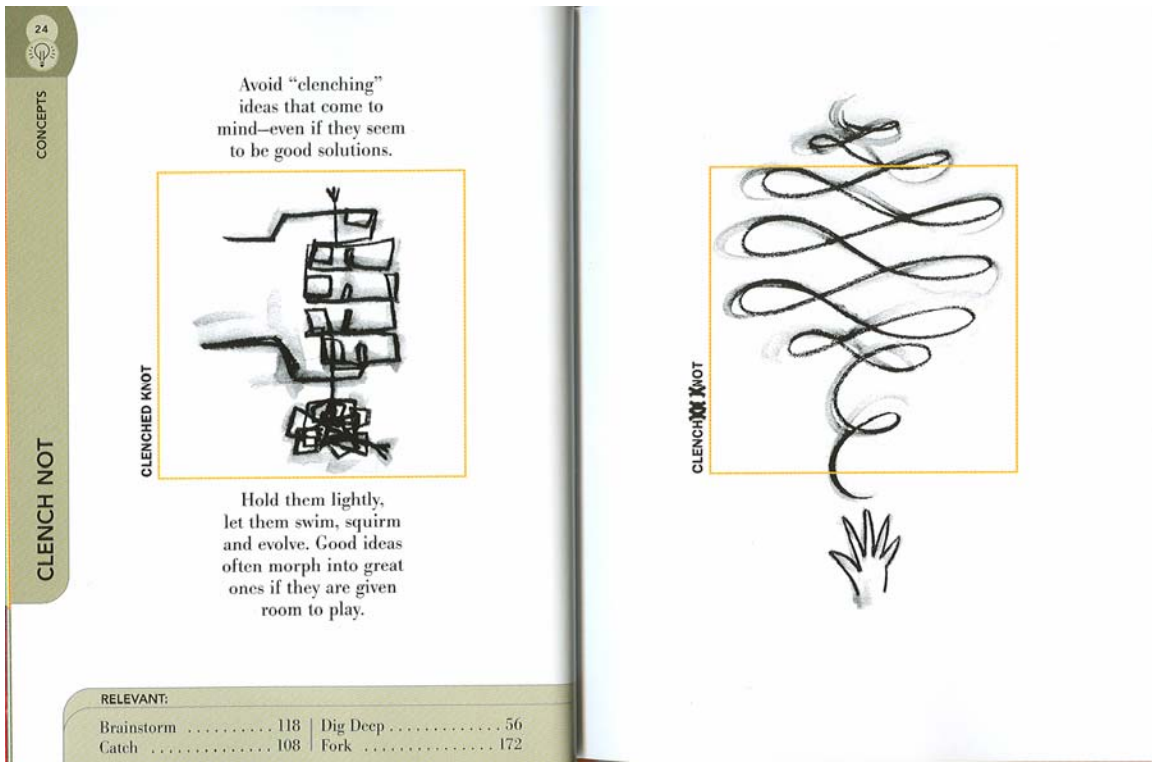 24
CONCEPTS
CLENCH NOT
Avoid “clenching”
ideas that come to
mind—even if they seem
to be good solutions.
CLENCHED KNOT
Hold them lightly,
let them swim, squirm
and evolve. Good ideas
often morph into great
ones if they are given
room to play.
RELEVANT:
Brainstorm .......... 118 | Dig Deep ............. 56
Catch .............. 108 | Fork ............... 172
CLENCHXX XNOT